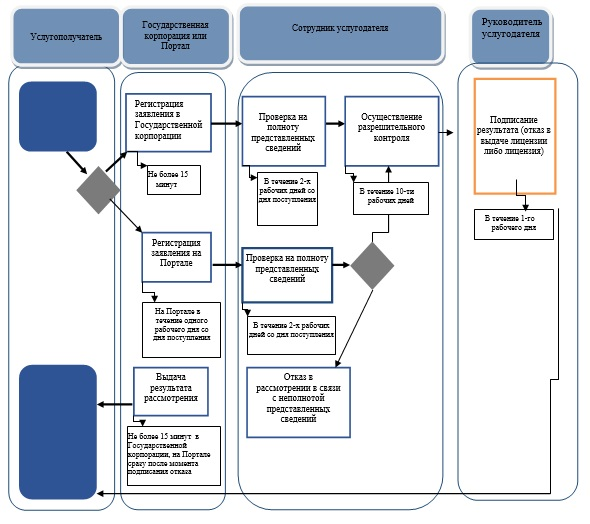 Услугополучатель
Государственная
корпорация или
Портал
Сотрудник услугодателя
Руководитель
услугодателя
Регистрация
заявления в
Государственной
корпорации
Не более 15
минут
Проверка на
полноту
представленных
сведений
В течение 2-х
рабочих дней со
дня поступления
Осуществление
разрешительного
контроля
В течение 10-ти
рабочих дней
Подписание
результата (отказ в
выдаче лицензии
либо лицензия)
В течение 1-го
рабочего дня
Регистрация
заявления на
Портале
На Портале в
течение одного
рабочего дня со
дня поступления
Проверка на полноту
представленных
сведений
В течение 2-х рабочих
дней со дня поступления
Выдача
результата
рассмотрения
Не более 15 минут в
Государственной
корпорации, на Портале
сразу после момента
подписания отказа
Отказ в
рассмотрении в связи
с неполнотой
представленных
сведений